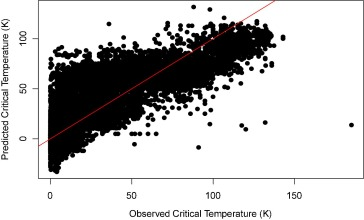 Predicted Critical Temperature (K)
100
50
0
0 50 100 150
Observed Critical Temperature (K)